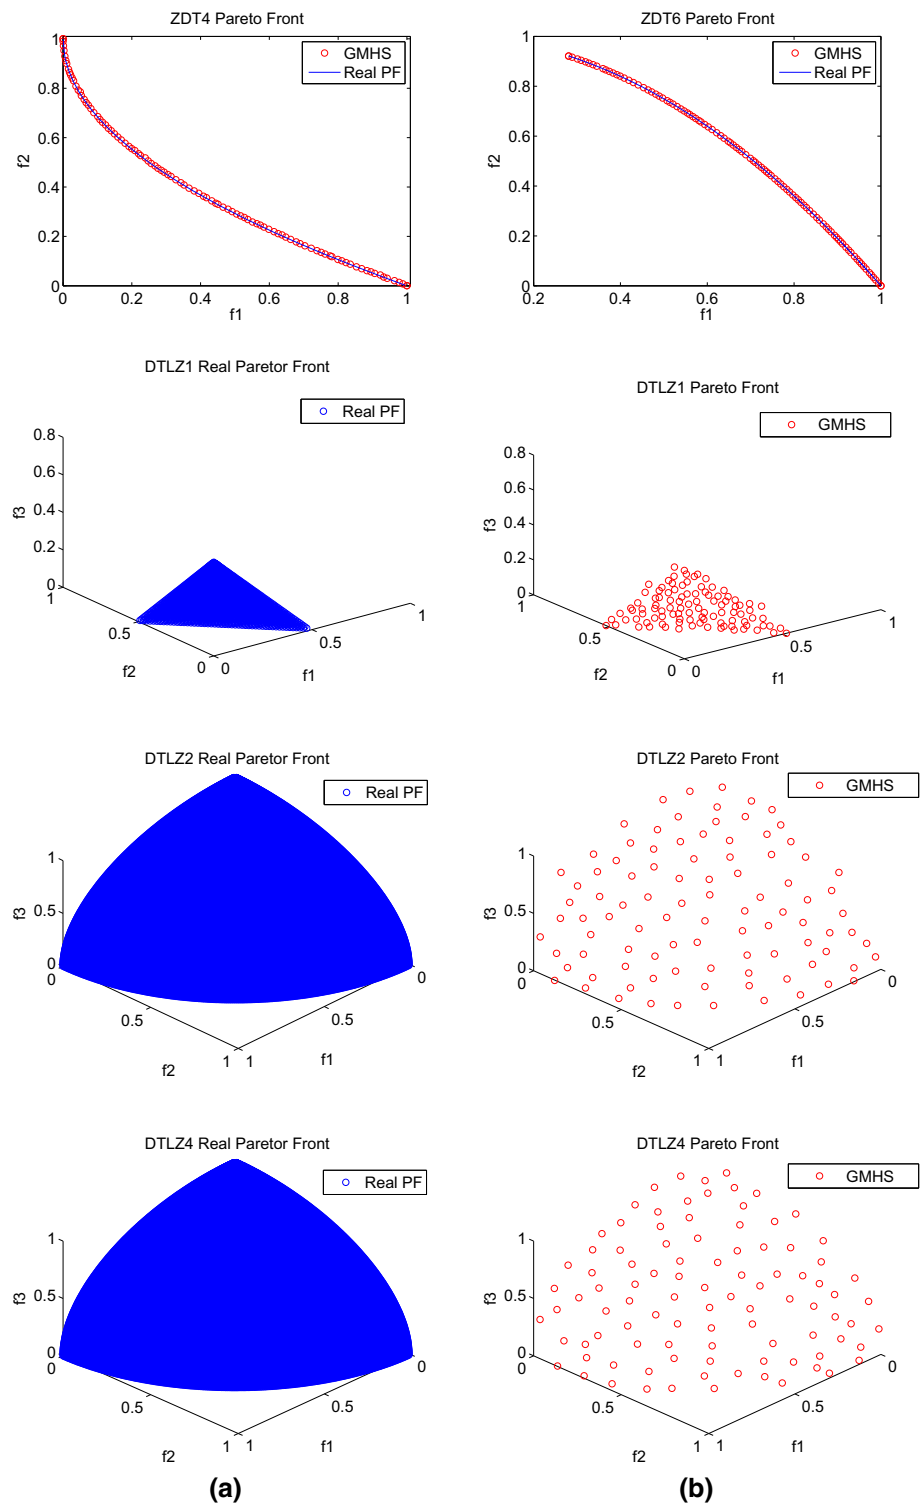 ZDT4 Pareto Front
GMHS
Real PF
1
0.8
0.6
0.4
0.2
0
f2
0
0.2
0.4
0.6
0.8
1
f1
ZDT6 Pareto Front
GMHS
Real PF
1
0.8
0.6
0.4
0.2
0
f2
0.2
0.4
0.6
0.8
1
f1
DTLZ1 Real Paretor Front
Real PF
0.8
0.6
0.4
0.2
0
f3
1
0.5
0
f2
0
0.5
1
f1
DTLZ1 Pareto Front
GMHS
0.8
0.6
0.4
0.2
0
f3
1
0.5
0
f2
0
0.5
1
f1
DTLZ2 Real Paretor Front
Real PF
1
0.5
0
f3
0
0.5
1
f2
1
0.5
0
f1
DTLZ2 Pareto Front
GMHS
1
0.5
0
f3
0
0.5
1
f2
1
0.5
0
f1
DTLZ4 Real Paretor Front
Real PF
1
0.5
0
f3
0
0.5
1
f2
1
0.5
0
f1
DTLZ4 Pareto Front
GMHS
1
0.5
0
f3
0
0.5
1
f2
1
0.5
0
f1
(a)
(b)